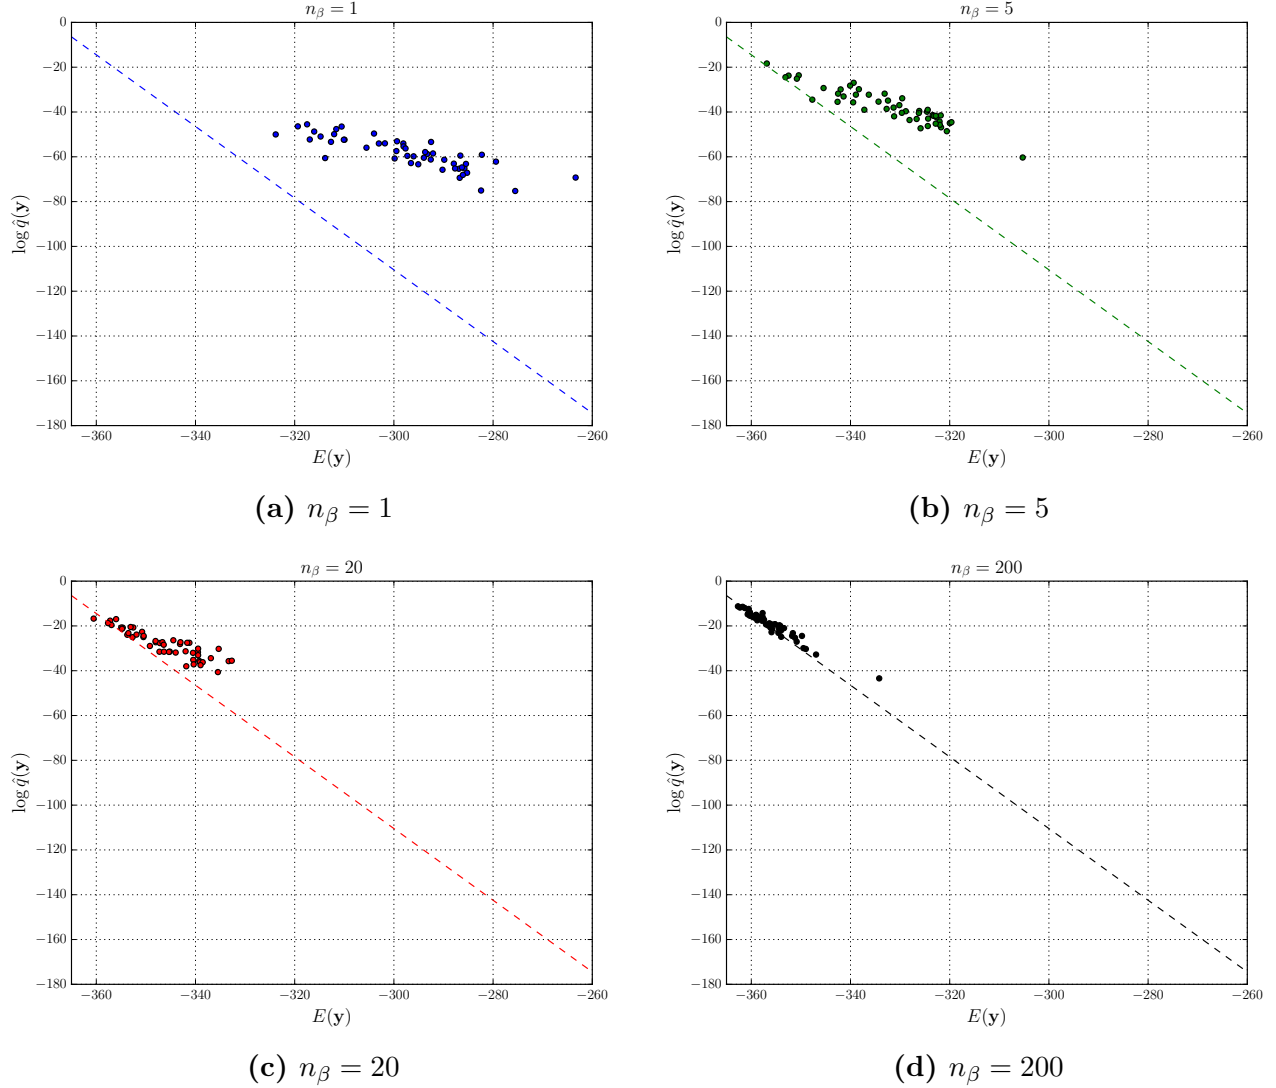 n_β = 1
0
−20
−40
−60
−80
−100
−120
−140
−160
−180
log q̂(y)
−360 −340 −320 −300 −280 −260
E(y)
(a) n_β = 1
n_β = 5
0
−20
−40
−60
−80
−100
−120
−140
−160
−180
log q̂(y)
−360 −340 −320 −300 −280 −260
E(y)
(b) n_β = 5
n_β = 20
0
−20
−40
−60
−80
−100
−120
−140
−160
−180
log q̂(y)
−360 −340 −320 −300 −280 −260
E(y)
(c) n_β = 20
n_β = 200
0
−20
−40
−60
−80
−100
−120
−140
−160
−180
log q̂(y)
−360 −340 −320 −300 −280 −260
E(y)
(d) n_β = 200